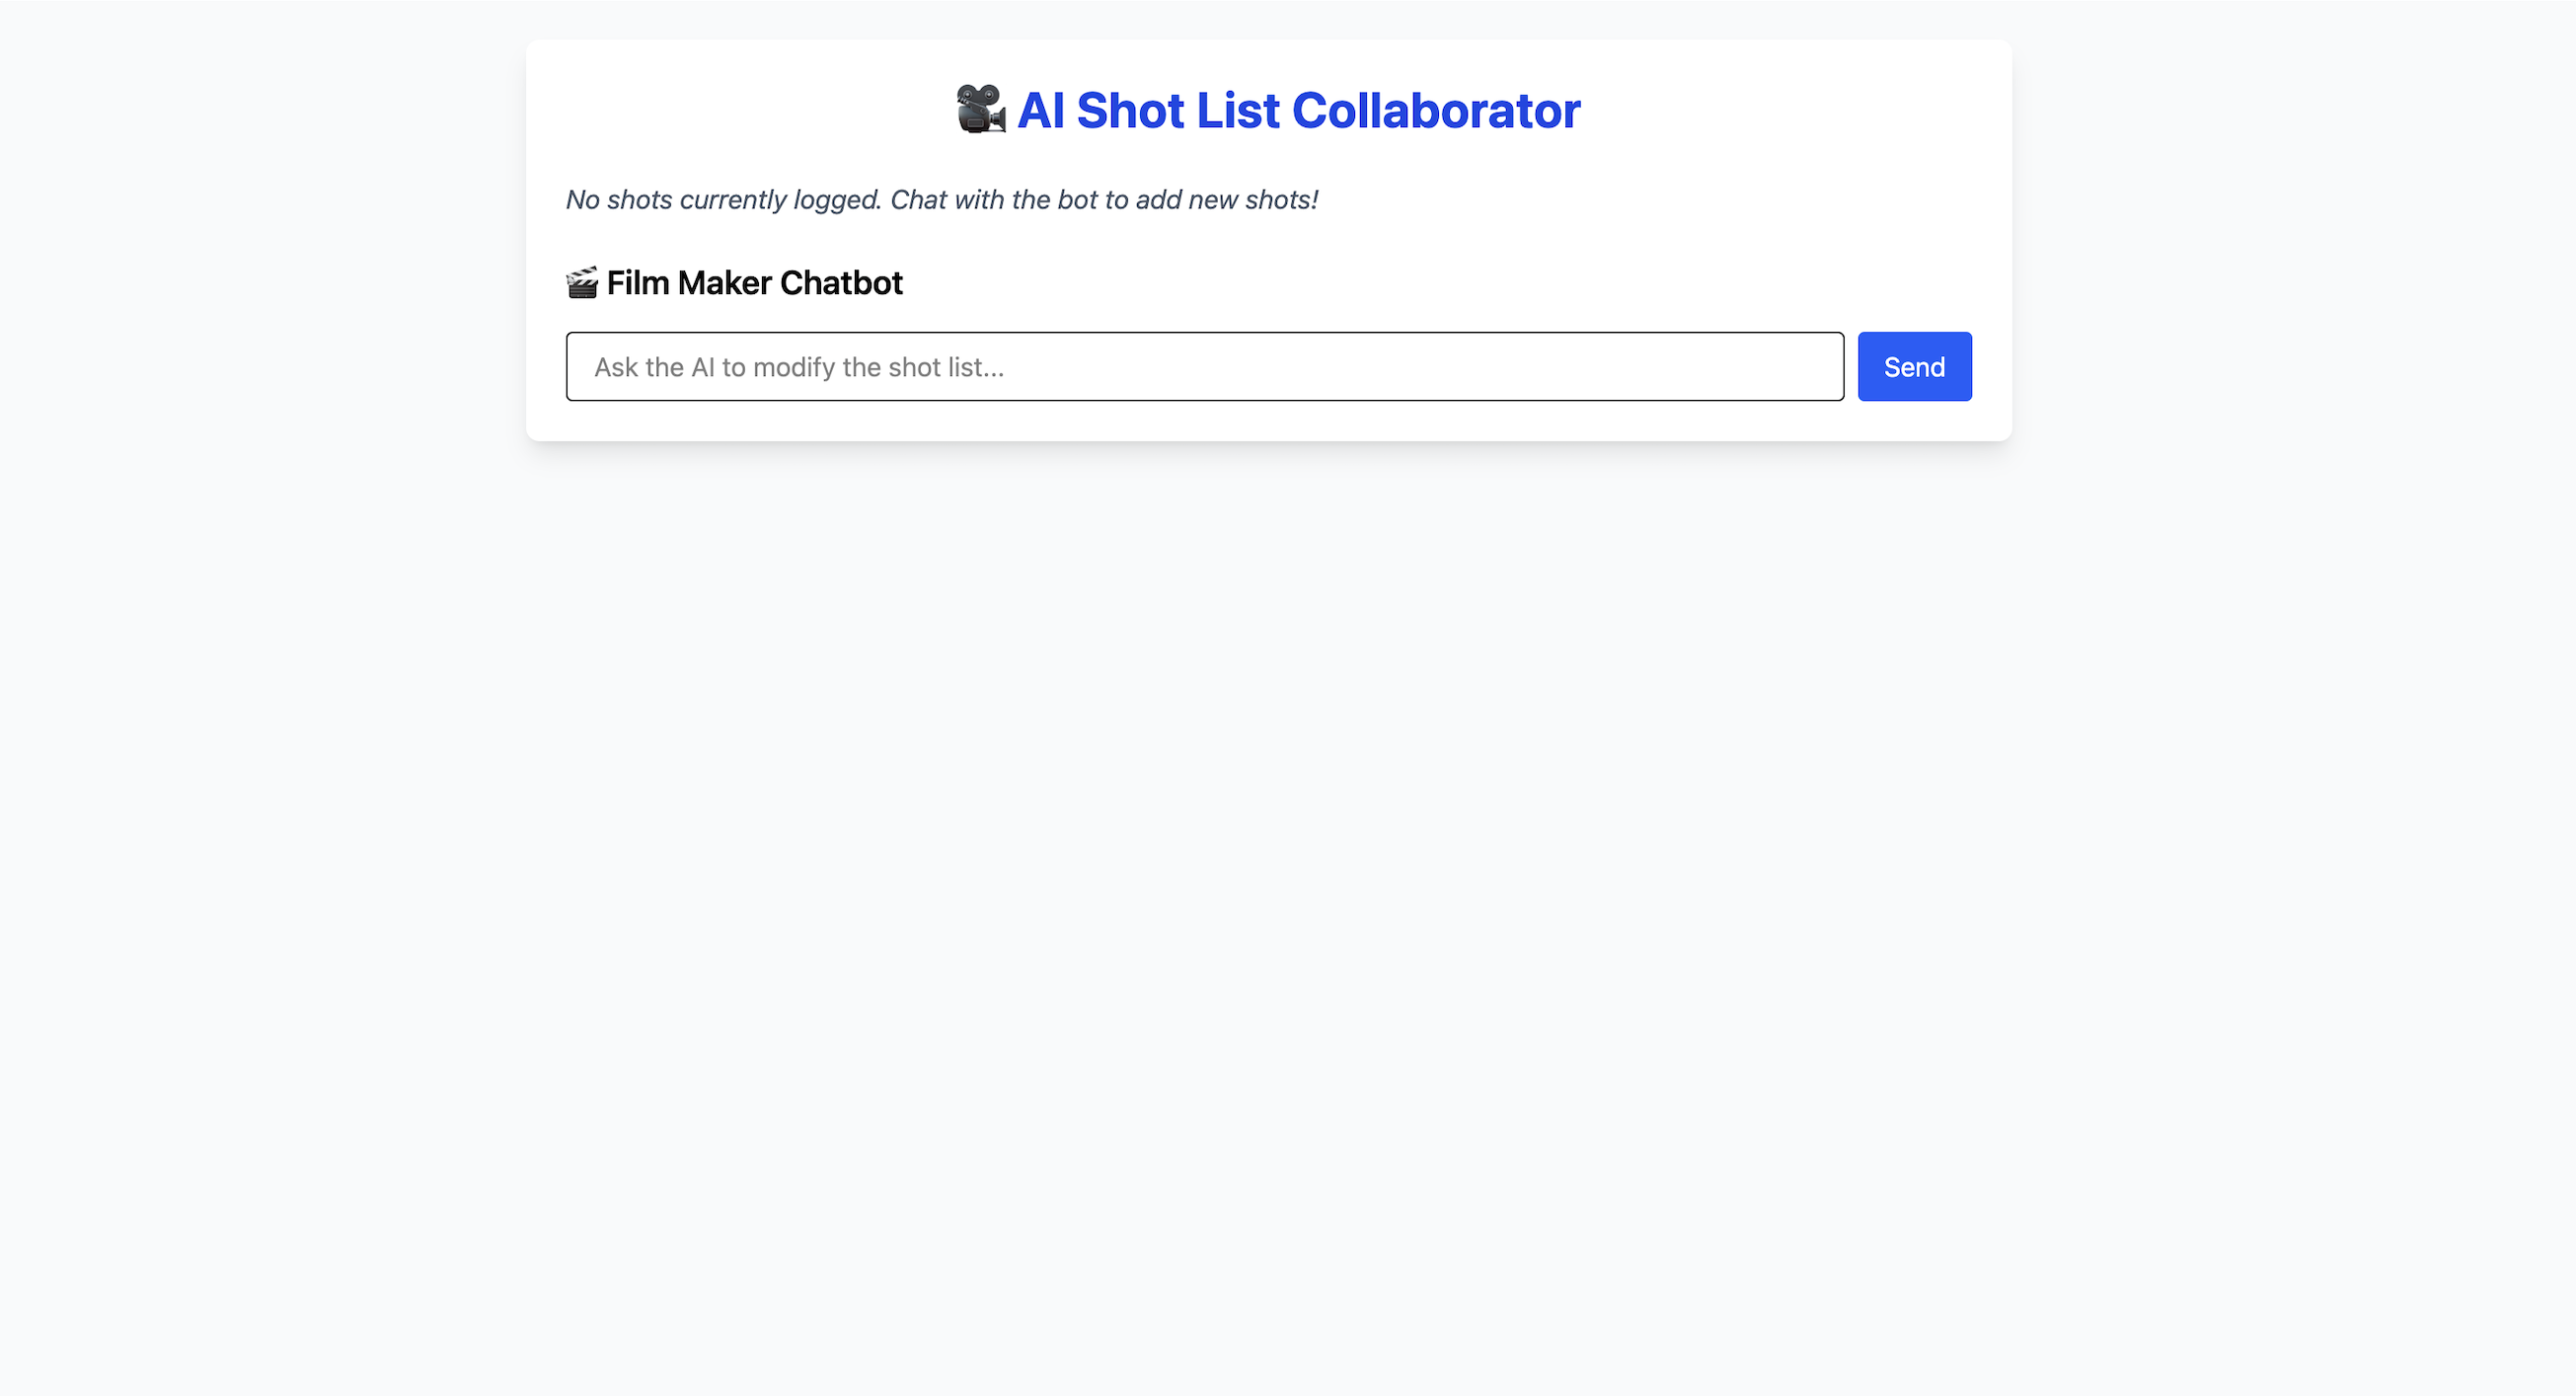 🎥 AI Shot List Collaborator
No shots currently logged. Chat with the bot to add new shots!
🎬 Film Maker Chatbot
Ask the AI to modify the shot list...
Send